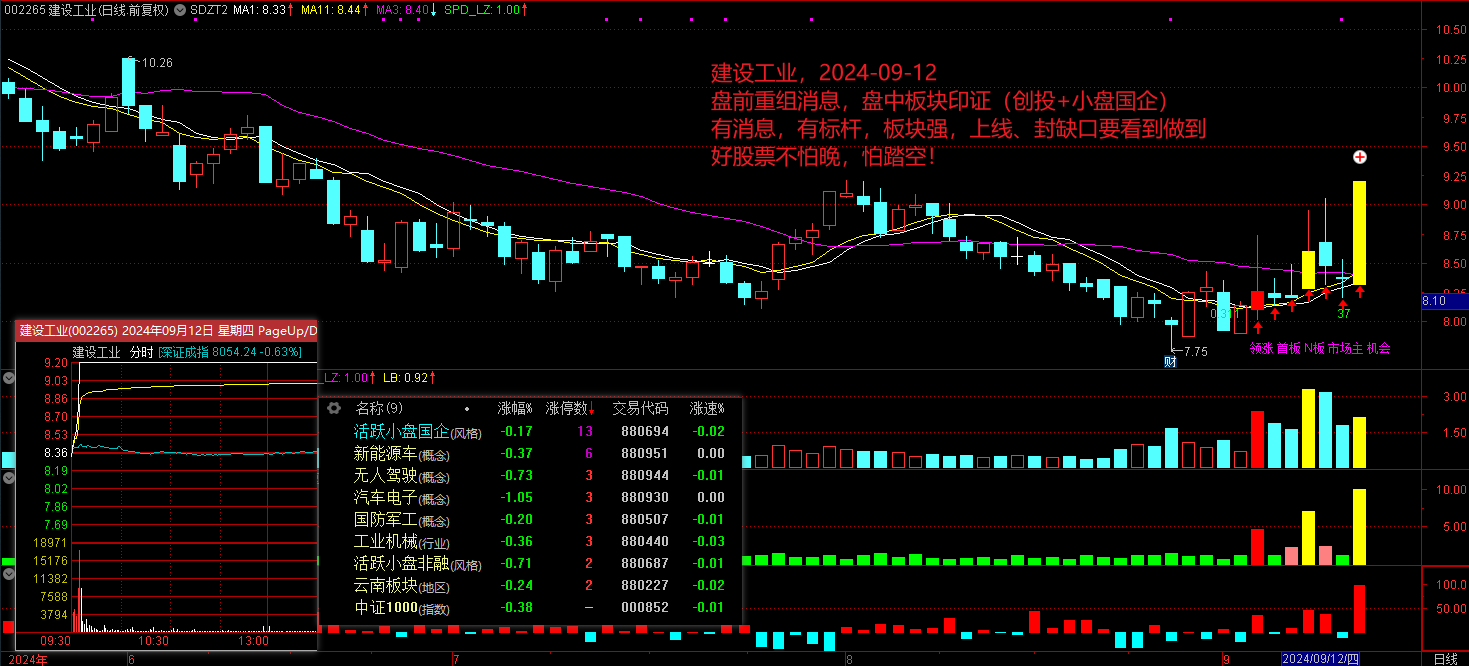 002265 建设工业(日线.前复权) SDZT2 MA1: 8.33↑ MA11: 8.44↑ MA3: 8.40↓ SPD_LZ: 1.00↑
10.50
10.25
10.26
建设工业，2024-09-12
10.00
盘前重组消息，盘中板块印证（创投+小盘国企）
9.75
有消息，有标杆，板块强，上线、封缺口要看到做到
9.50
好股票不怕晚，怕踏空！
9.25
9.00
8.75
8.50
8.10
8.00
37
领涨 首板 N板 市场主 机会
←7.75
财
建设工业(002265) 2024年09月12日 星期四 PageUp/D
建设工业 分时 [深证成指 8054.24 -0.63%]
9.20
9.03
8.86
8.70
8.53
8.36
8.19
8.02
7.86
7.69
18971
15176
11382
7588
3794
09:30 10:30 13:00
LZ: 1.00↑ LB: 0.92↑
3.00
1.50
10.00
5.00
100.0
50.00
名称(9) • 涨幅% 涨停数↓ 交易代码 涨速%
活跃小盘国企(风格) -0.17 13 880694 -0.02
新能源车(概念) -0.37 6 880951 0.00
无人驾驶(概念) -0.73 3 880944 -0.01
汽车电子(概念) -1.05 3 880930 0.00
国防军工(概念) -0.20 3 880507 -0.01
工业机械(行业) -0.36 3 880440 -0.03
活跃小盘非融(风格) -0.71 2 880687 -0.01
云南板块(地区) -0.24 2 880227 -0.02
中证1000(指数) -0.38 — 000852 -0.01
2024年 6 7 8 9 2024/09/12/四 日线